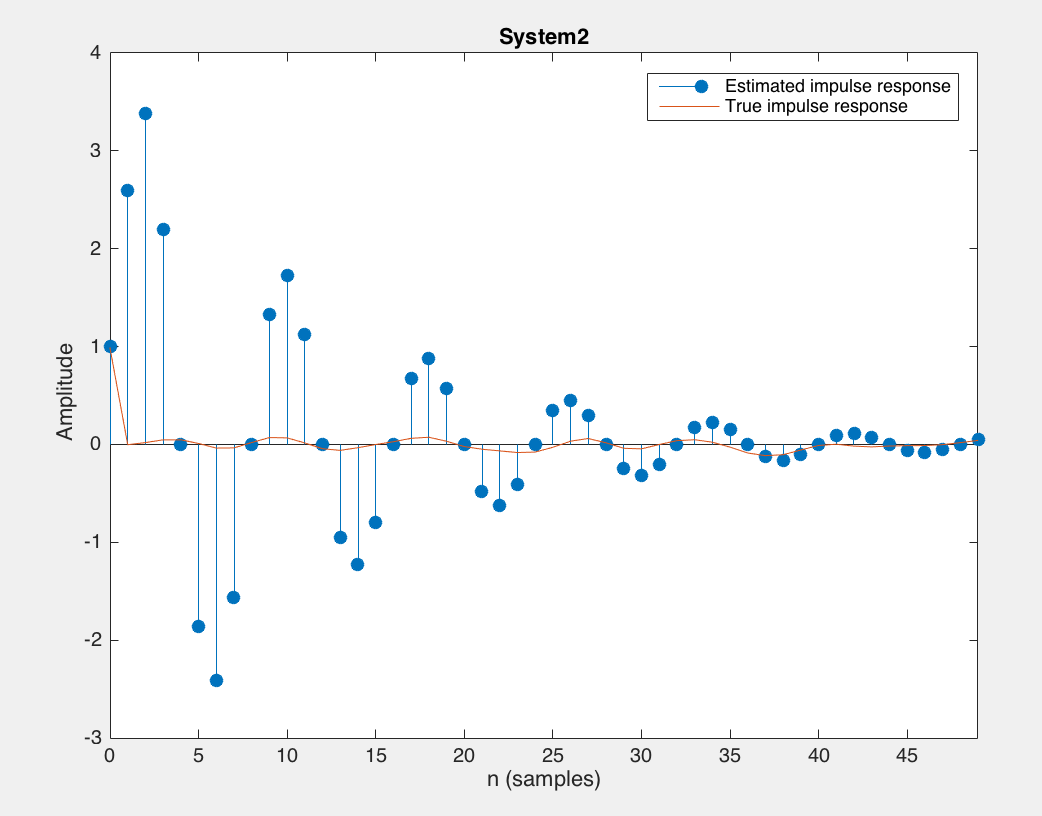 System2
Estimated impulse response
True impulse response
4
3
2
1
0
-1
-2
-3
Amplitude
0 5 10 15 20 25 30 35 40 45
n (samples)